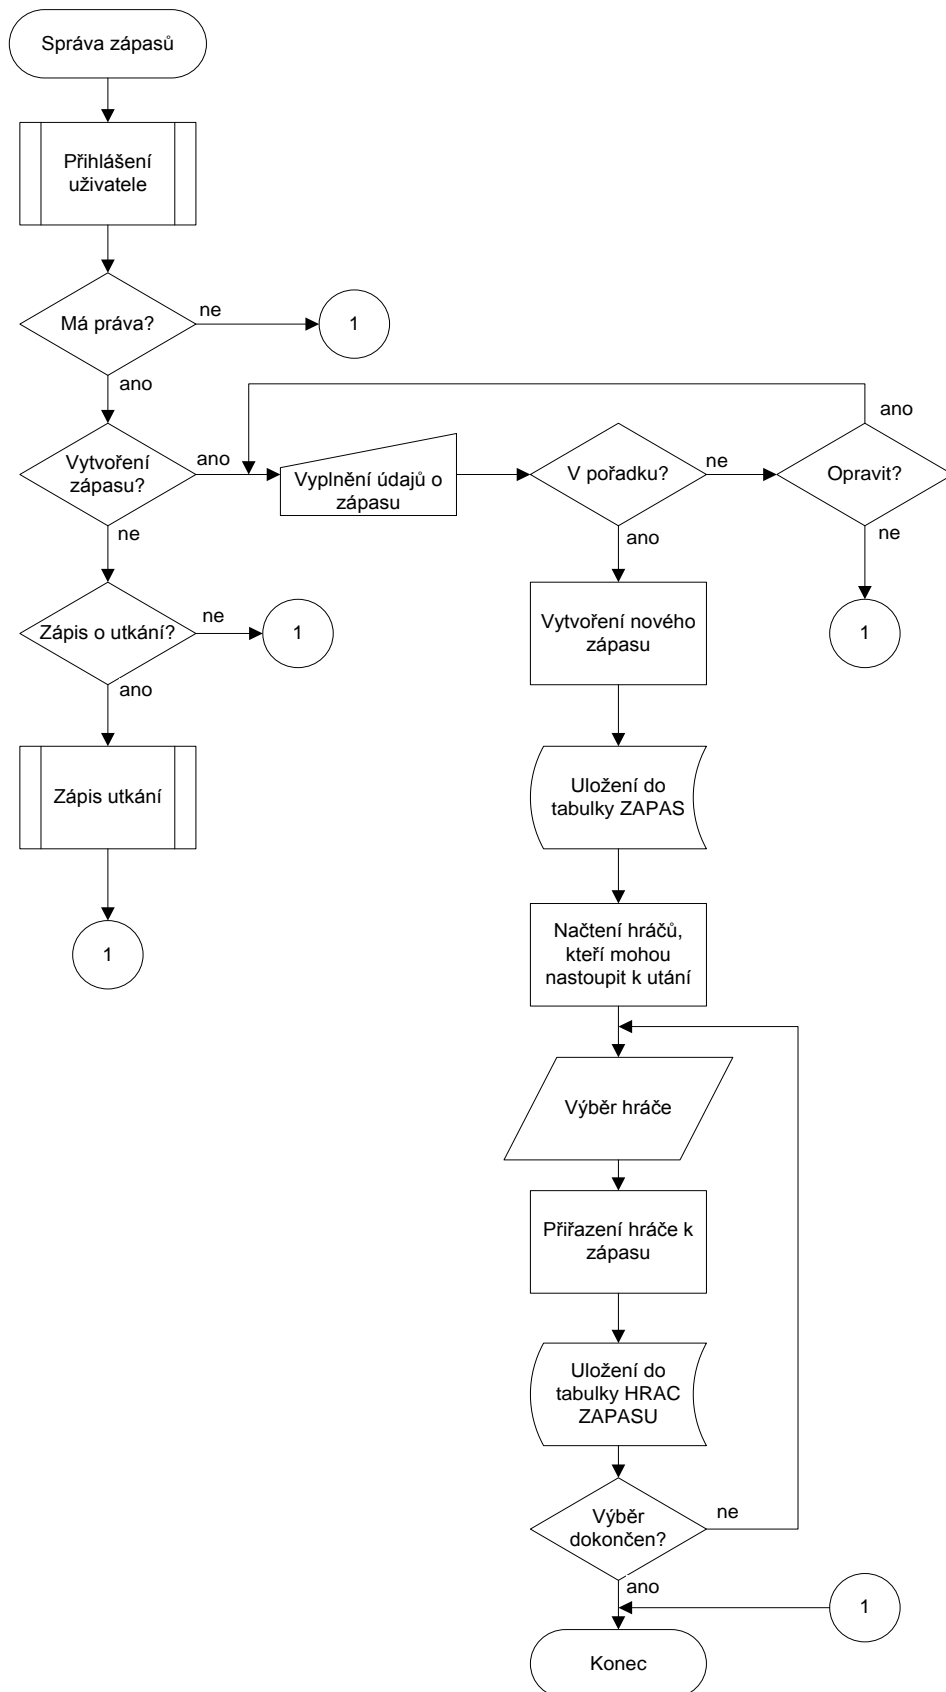 Správa zápasů
Přihlášení
uživatele
Má práva?
ne
1
ano
Vytvoření
zápasu?
ano
Vyplnění údajů o
zápasu
V pořadku?
ne
Opravit?
ano
ne
1
ne
ano
Zápis o utkání?
ne
1
ano
Zápis utkání
1
Vytvoření nového
zápasu
Uložení do
tabulky ZAPAS
Načtení hráčů,
kteří mohou
nastoupit k utání
Výběr hráče
Přiřazení hráče k
zápasu
Uložení do
tabulky HRAC
ZAPASU
Výběr
dokončen?
ne
ano
1
Konec